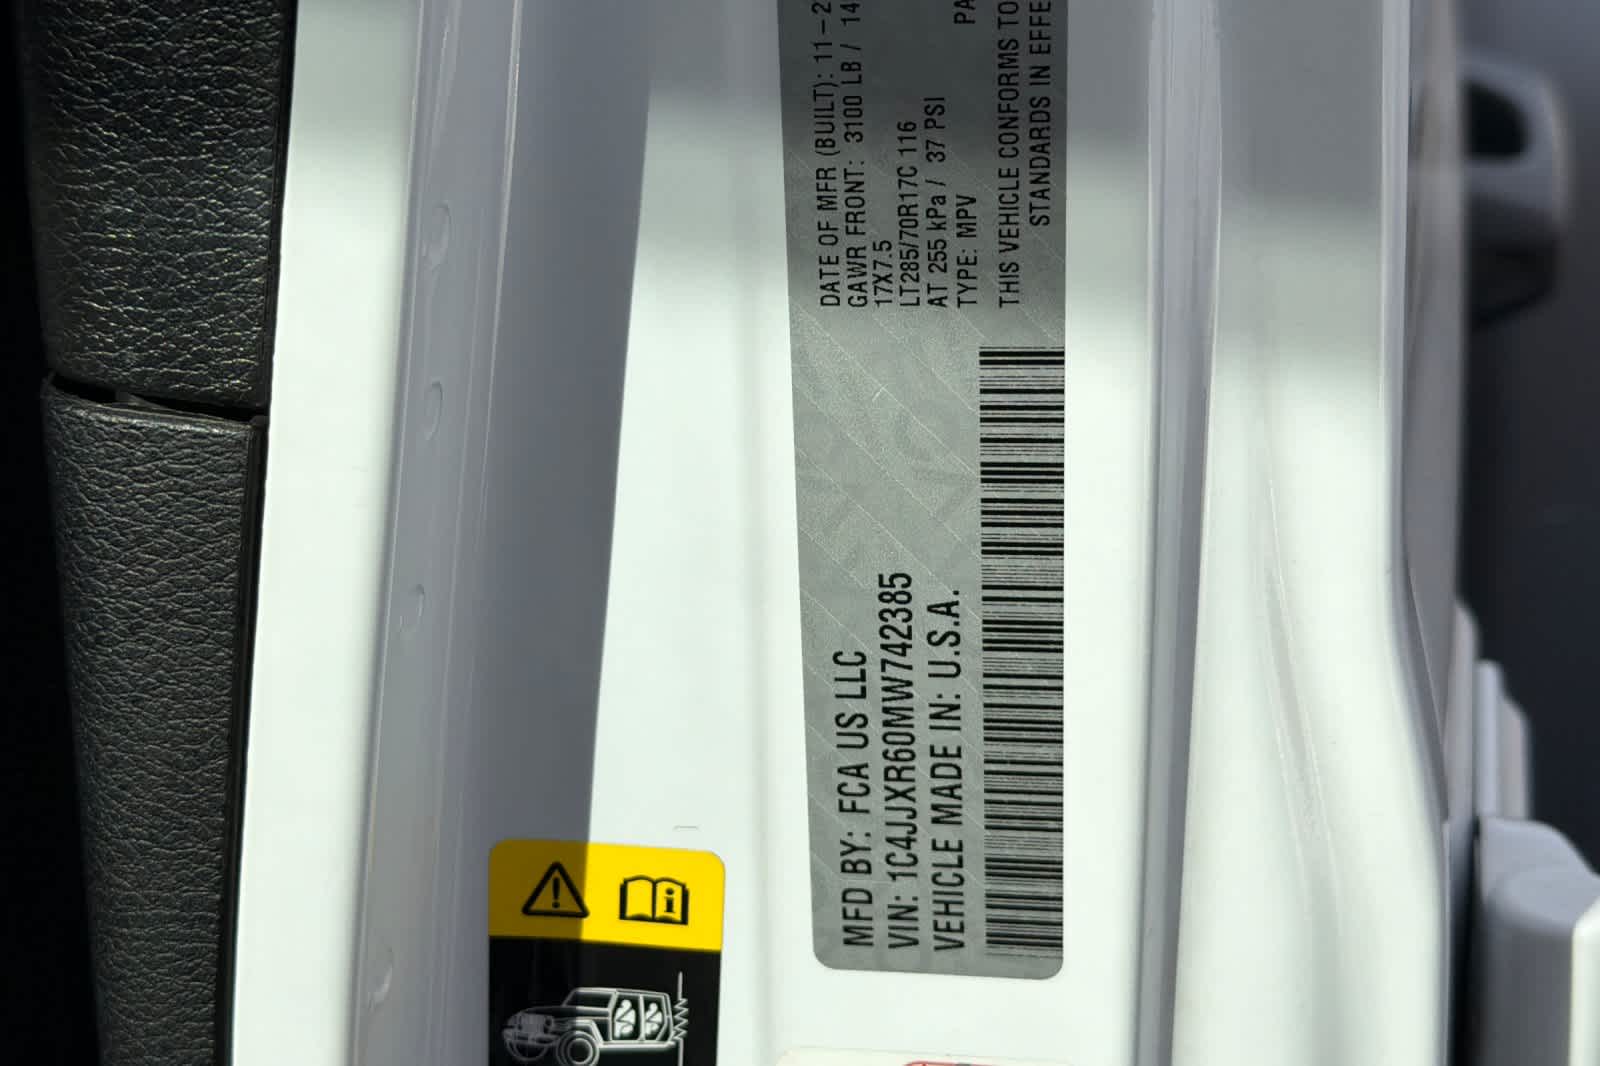 MFD BY: FCA US LLC
VIN: 1C4JJXR60MW742385
VEHICLE MADE IN: U.S.A.
DATE OF MFR (BUILT): 11-2
GAWR FRONT: 3100 LB / 14
17X7.5
LT285/70R17C 116
AT 255 kPa / 37 PSI
TYPE: MPV PA
THIS VEHICLE CONFORMS TO
STANDARDS IN EFFE